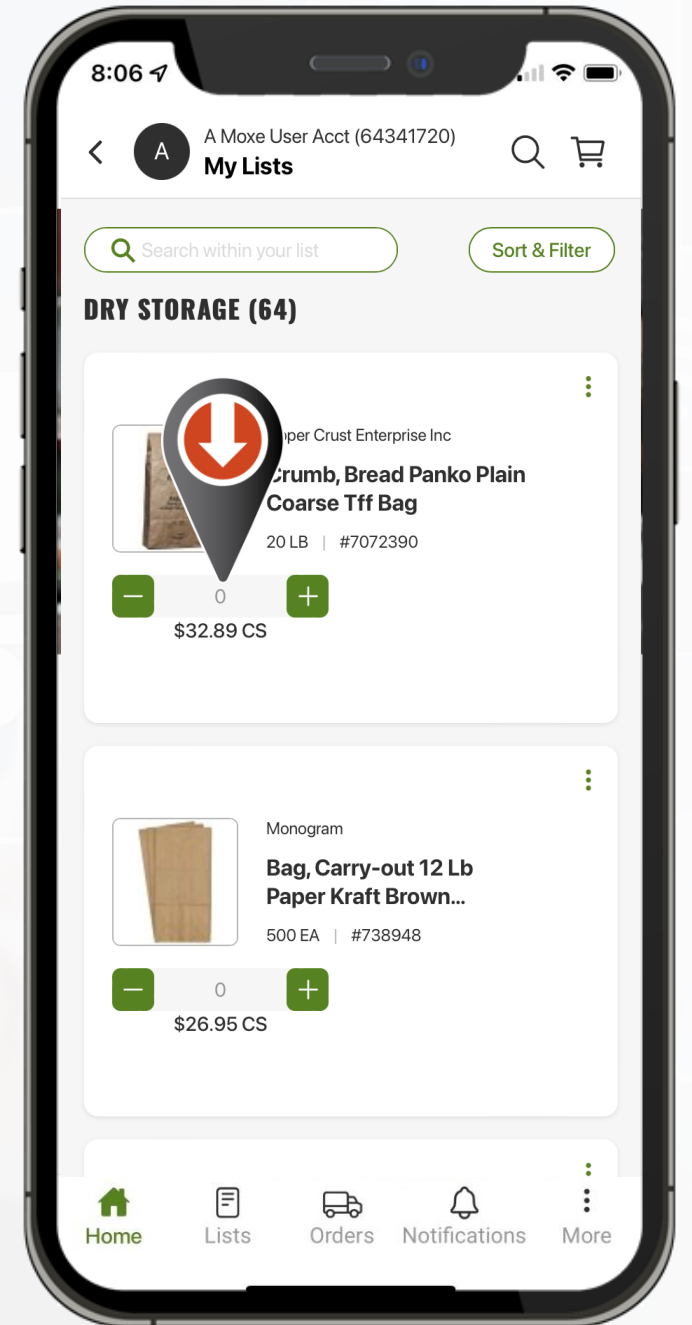 8:06
A
A Moxe User Acct (64341720)
My Lists
Search within your list
Sort & Filter
DRY STORAGE (64)
per Crust Enterprise Inc
Crumb, Bread Panko Plain
Coarse Tff Bag
20 LB | #7072390
0
$32.89 CS
Monogram
Bag, Carry-out 12 Lb
Paper Kraft Brown...
500 EA | #738948
0
$26.95 CS
Home
Lists
Orders
Notifications
More